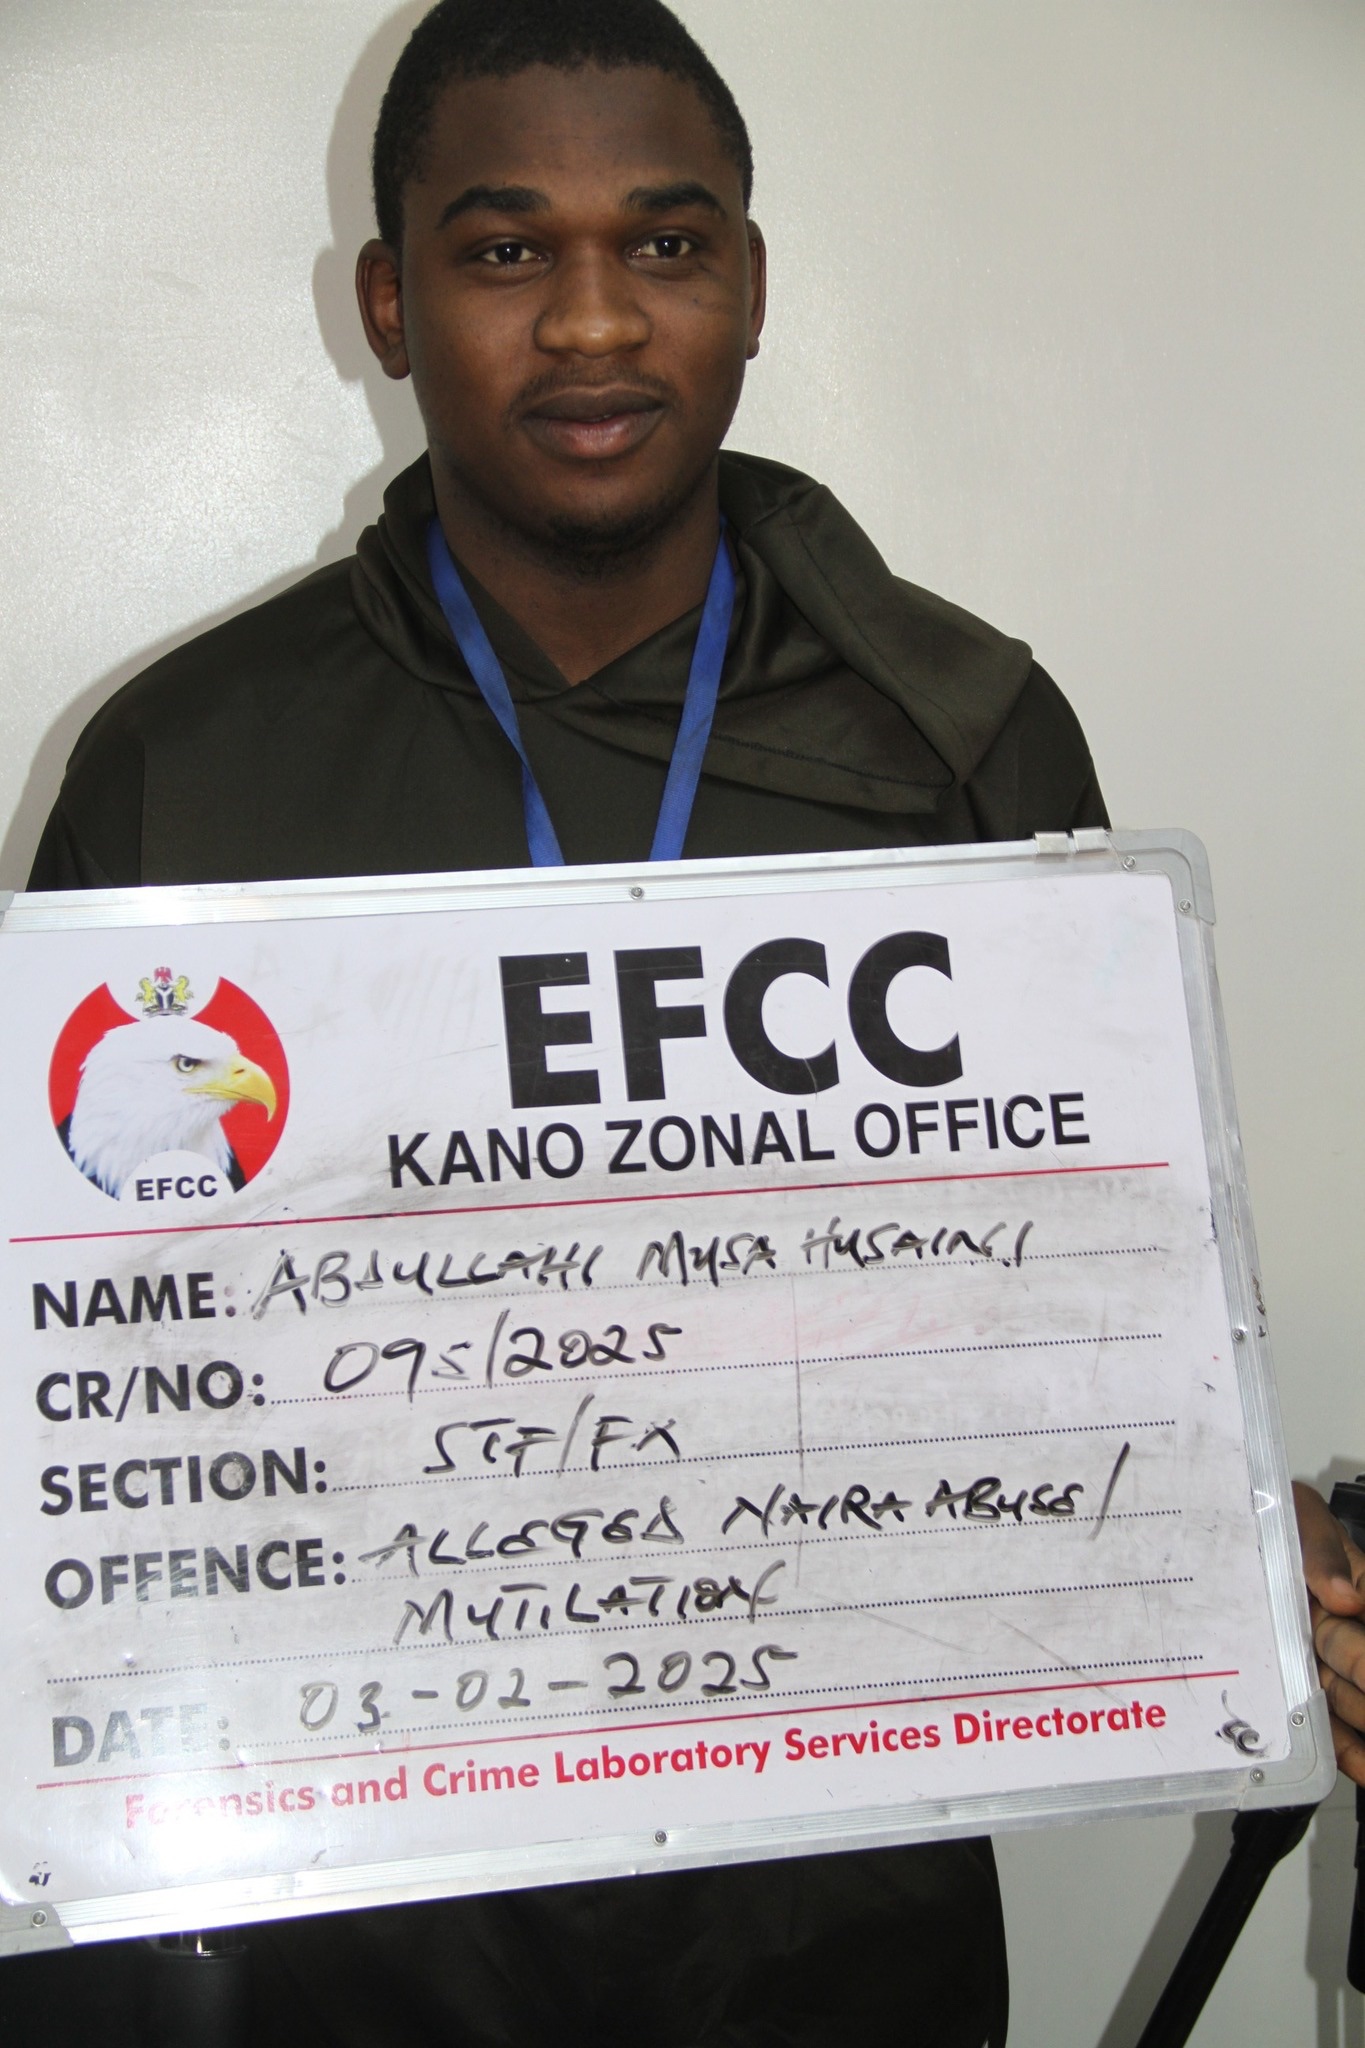 EFCC
KANO ZONAL OFFICE
EFCC
NAME: ABDULLAHI MUSA HUSAINI
CR/NO: 095/2025
SECTION: STF/FX
OFFENCE: ALLEGED NAIRA ABUSE/
MUTILATION
DATE: 03-02-2025
Forensics and Crime Laboratory Services Directorate